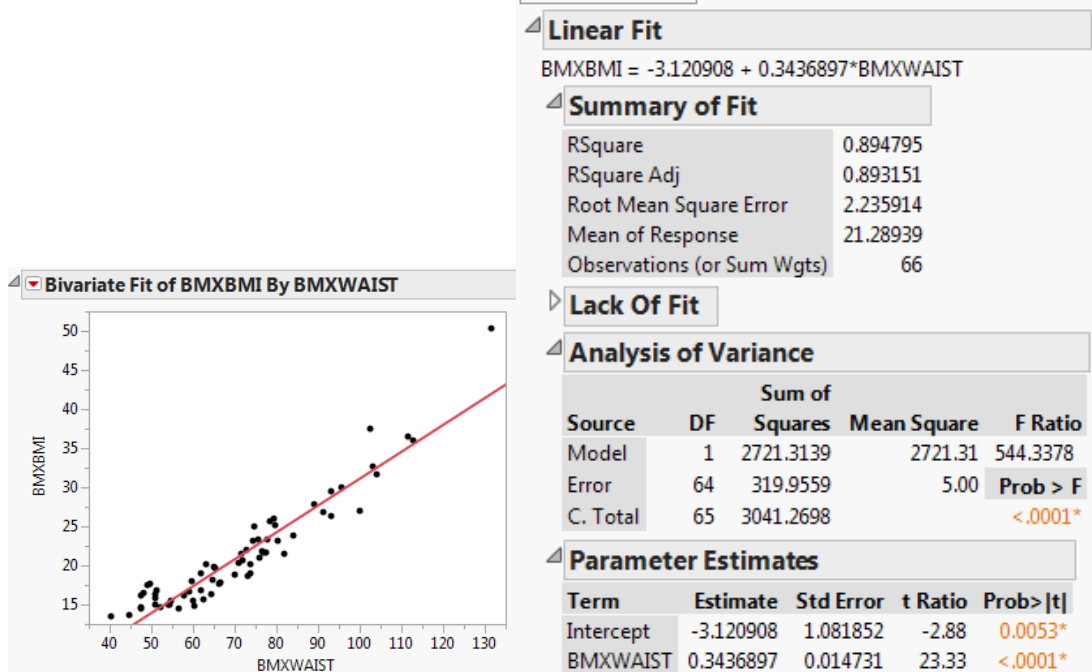 Linear Fit
BMXBMI = -3.120908 + 0.3436897*BMXWAIST
Summary of Fit
RSquare 0.894795
RSquare Adj 0.893151
Root Mean Square Error 2.235914
Mean of Response 21.28939
Observations (or Sum Wgts) 66
Lack Of Fit
Analysis of Variance
Sum of
Source DF Squares Mean Square F Ratio
Model 1 2721.3139 2721.31 544.3378
Error 64 319.9559 5.00 Prob > F
C. Total 65 3041.2698 <.0001*
Parameter Estimates
Term Estimate Std Error t Ratio Prob>|t|
Intercept -3.120908 1.081852 -2.88 0.0053*
BMXWAIST 0.3436897 0.014731 23.33 <.0001*
Bivariate Fit of BMXBMI By BMXWAIST
50
45
40
35
30
25
20
15
BMXBMI
40 50 60 70 80 90 100 110 120 130
BMXWAIST